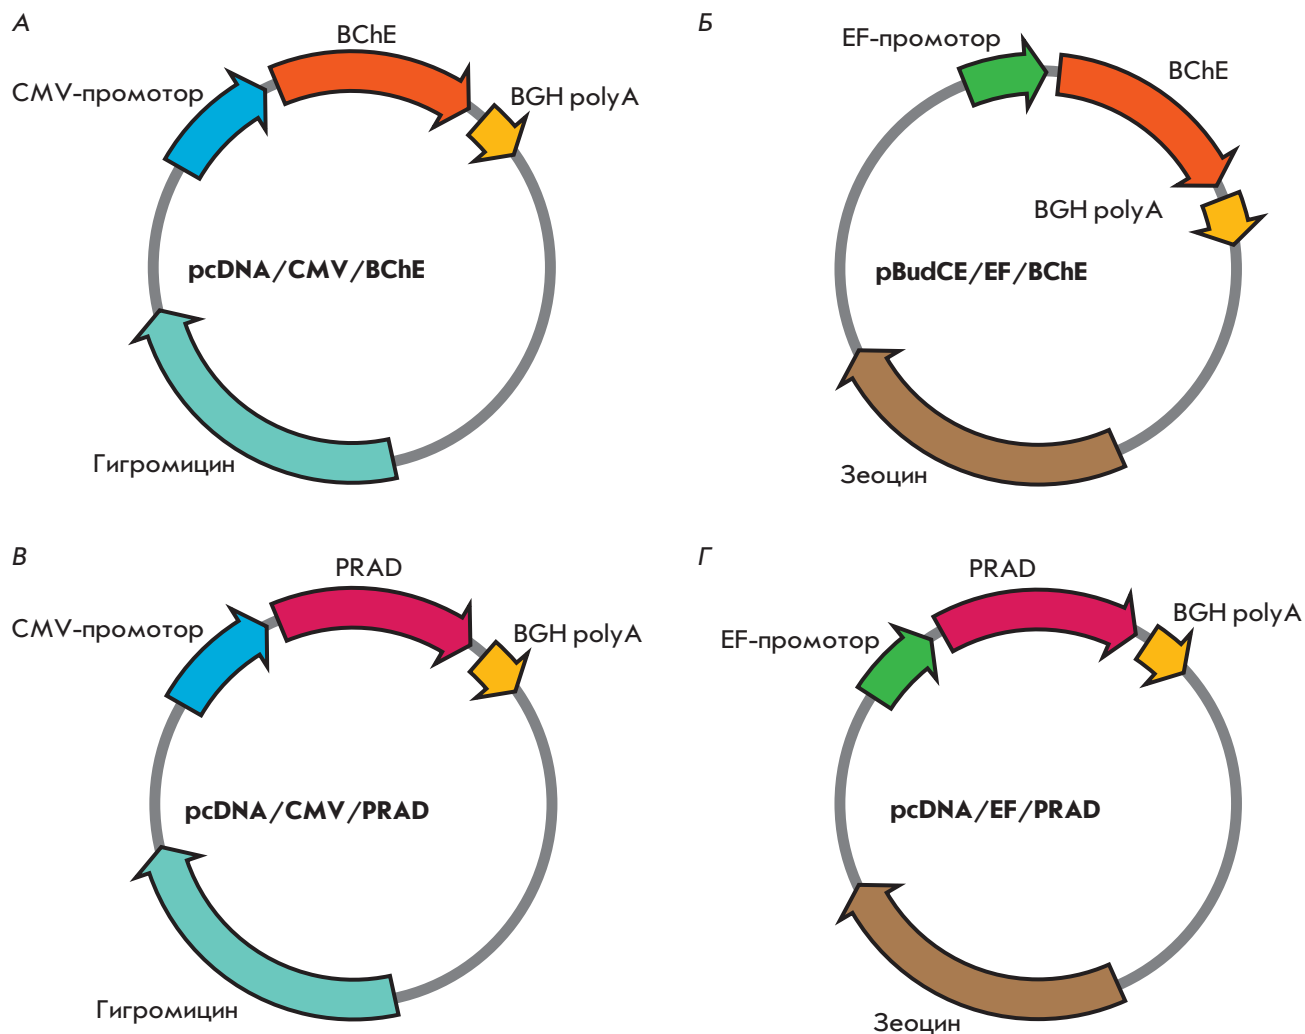 А
BChE
CMV-промотор
BGH polyA
pcDNA/CMV/BChE
Гигромицин
Б
EF-промотор
BChE
BGH polyA
pBudCE/EF/BChE
Зеоцин
В
PRAD
CMV-промотор
BGH polyA
pcDNA/CMV/PRAD
Гигромицин
Г
PRAD
EF-промотор
BGH polyA
pcDNA/EF/PRAD
Зеоцин